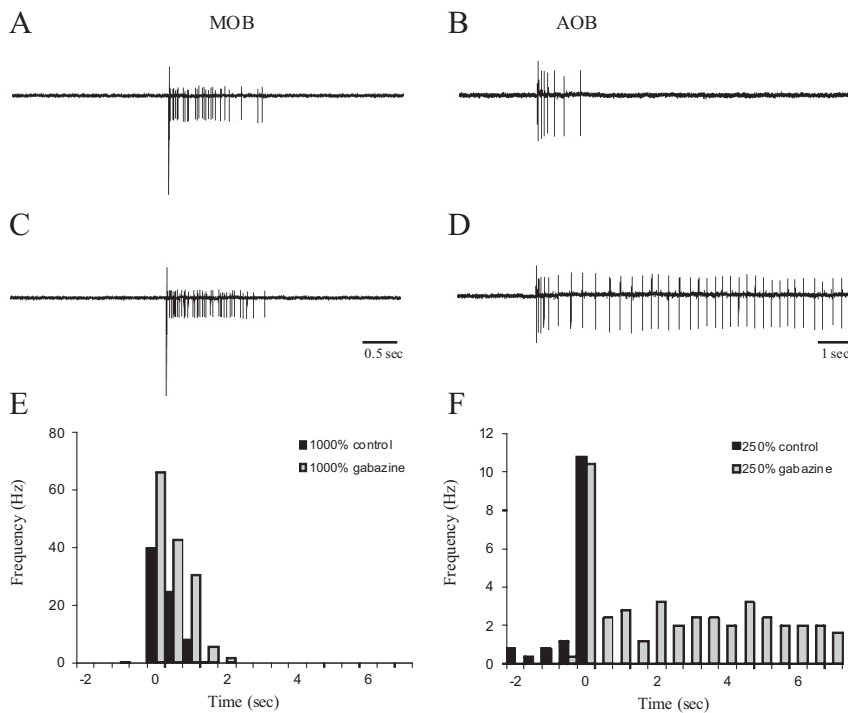 A MOB B AOB
C D
0.5 sec 1 sec
E F
80 12
60 10
40 8
20 6
0 4
2
0
1000% control
1000% gabazine
250% control
250% gabazine
Frequency (Hz)
Frequency (Hz)
-2 0 2 4 6
-2 0 2 4 6
Time (sec) Time (sec)